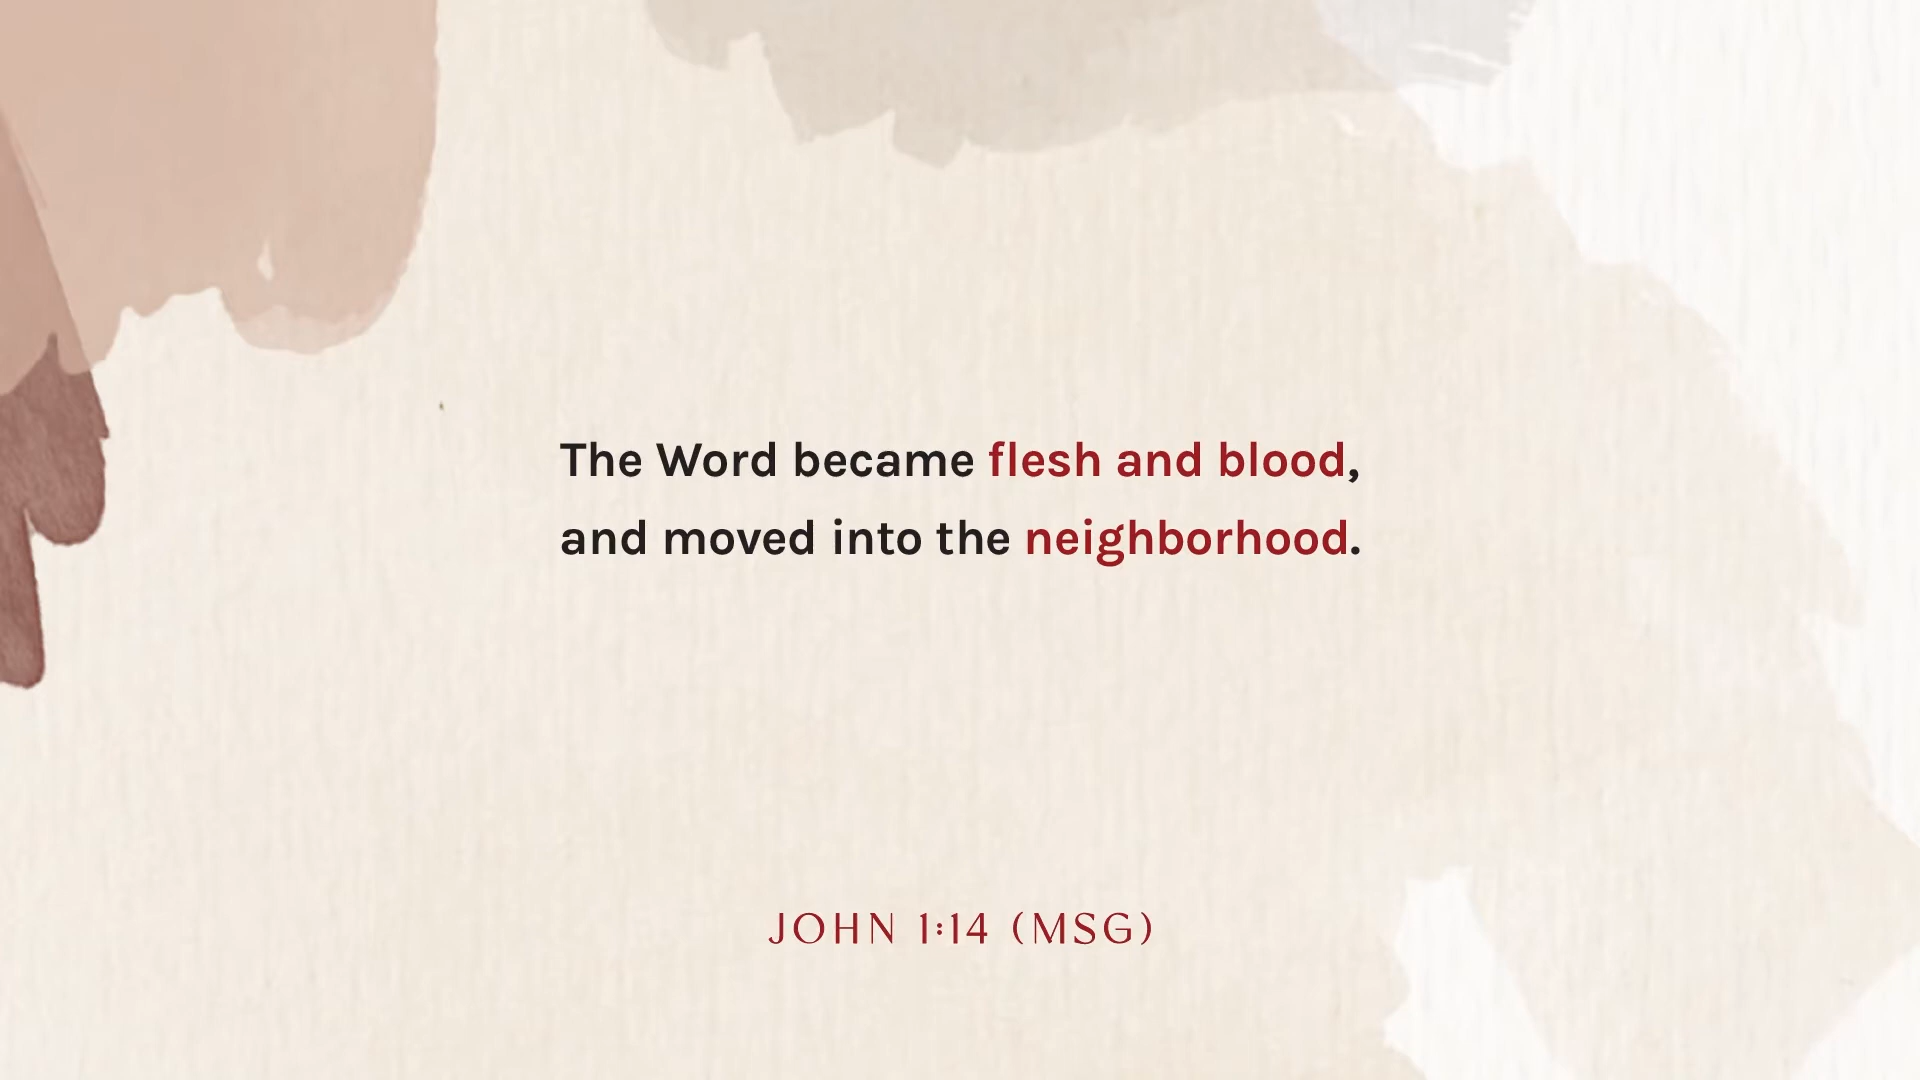 The Word became flesh and blood,
and moved into the neighborhood.
JOHN 1:14 (MSG)